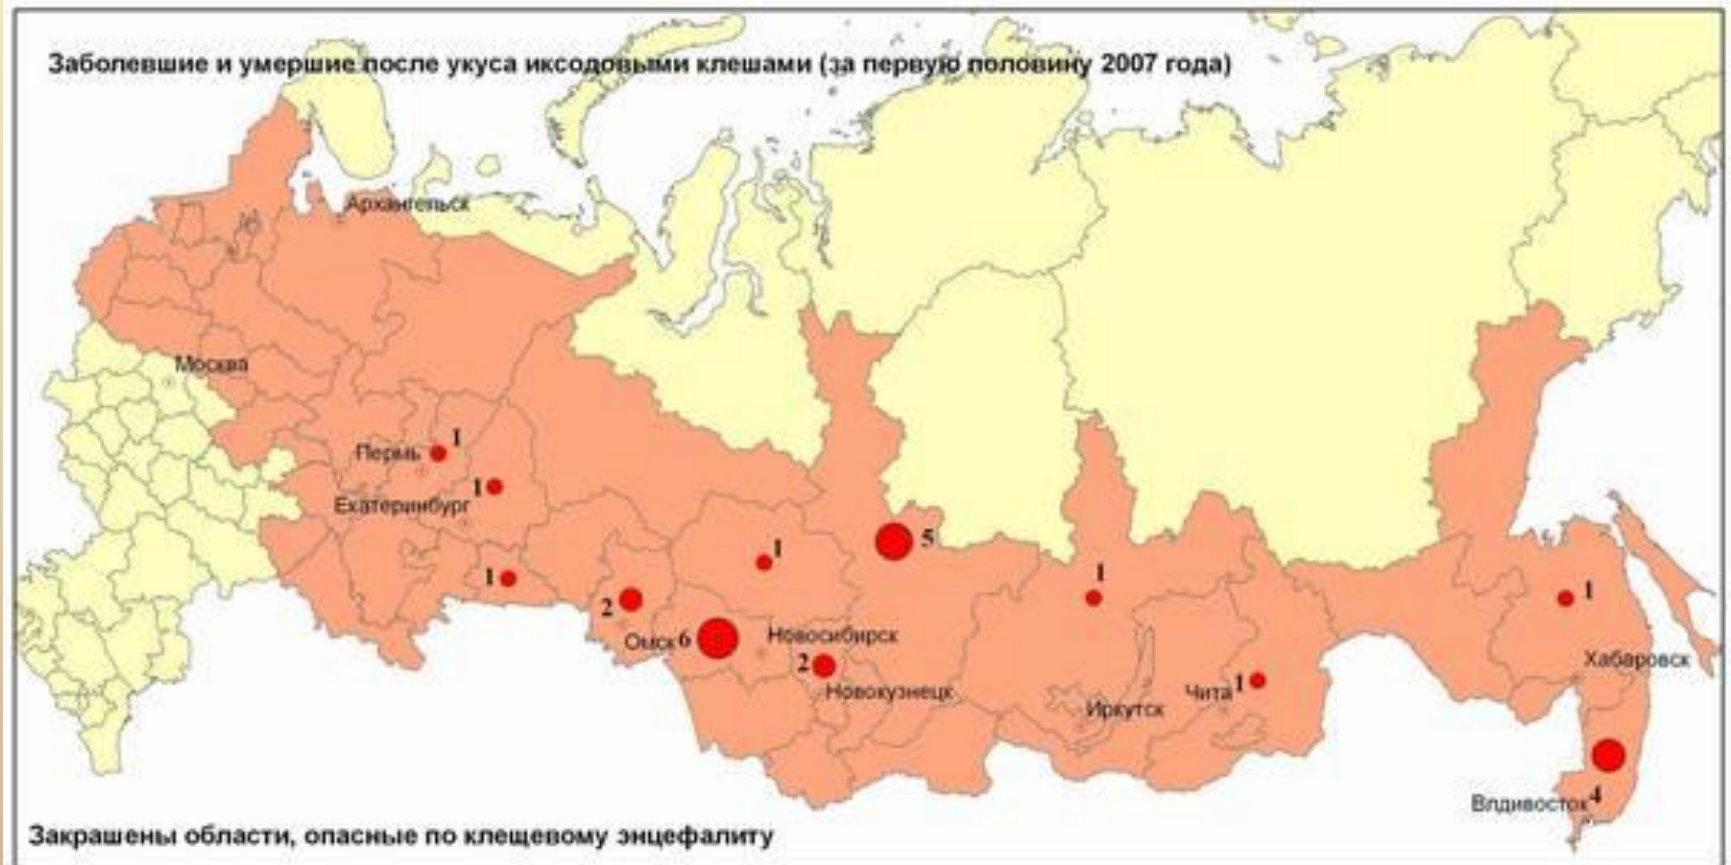 Заболевшие и умершие после укуса иксодовыми клешами (за первую половину 2007 года)
Архангельск
Москва
1
Пермь
1
Екатеринбург
5
1
1
1
2
1
Омск 6
Новосибирск
2
Новокузнецк
Хабаровск
Чита 1
Иркутск
Влдивосток 4
Закрашены области, опасные по клещевому энцефалиту